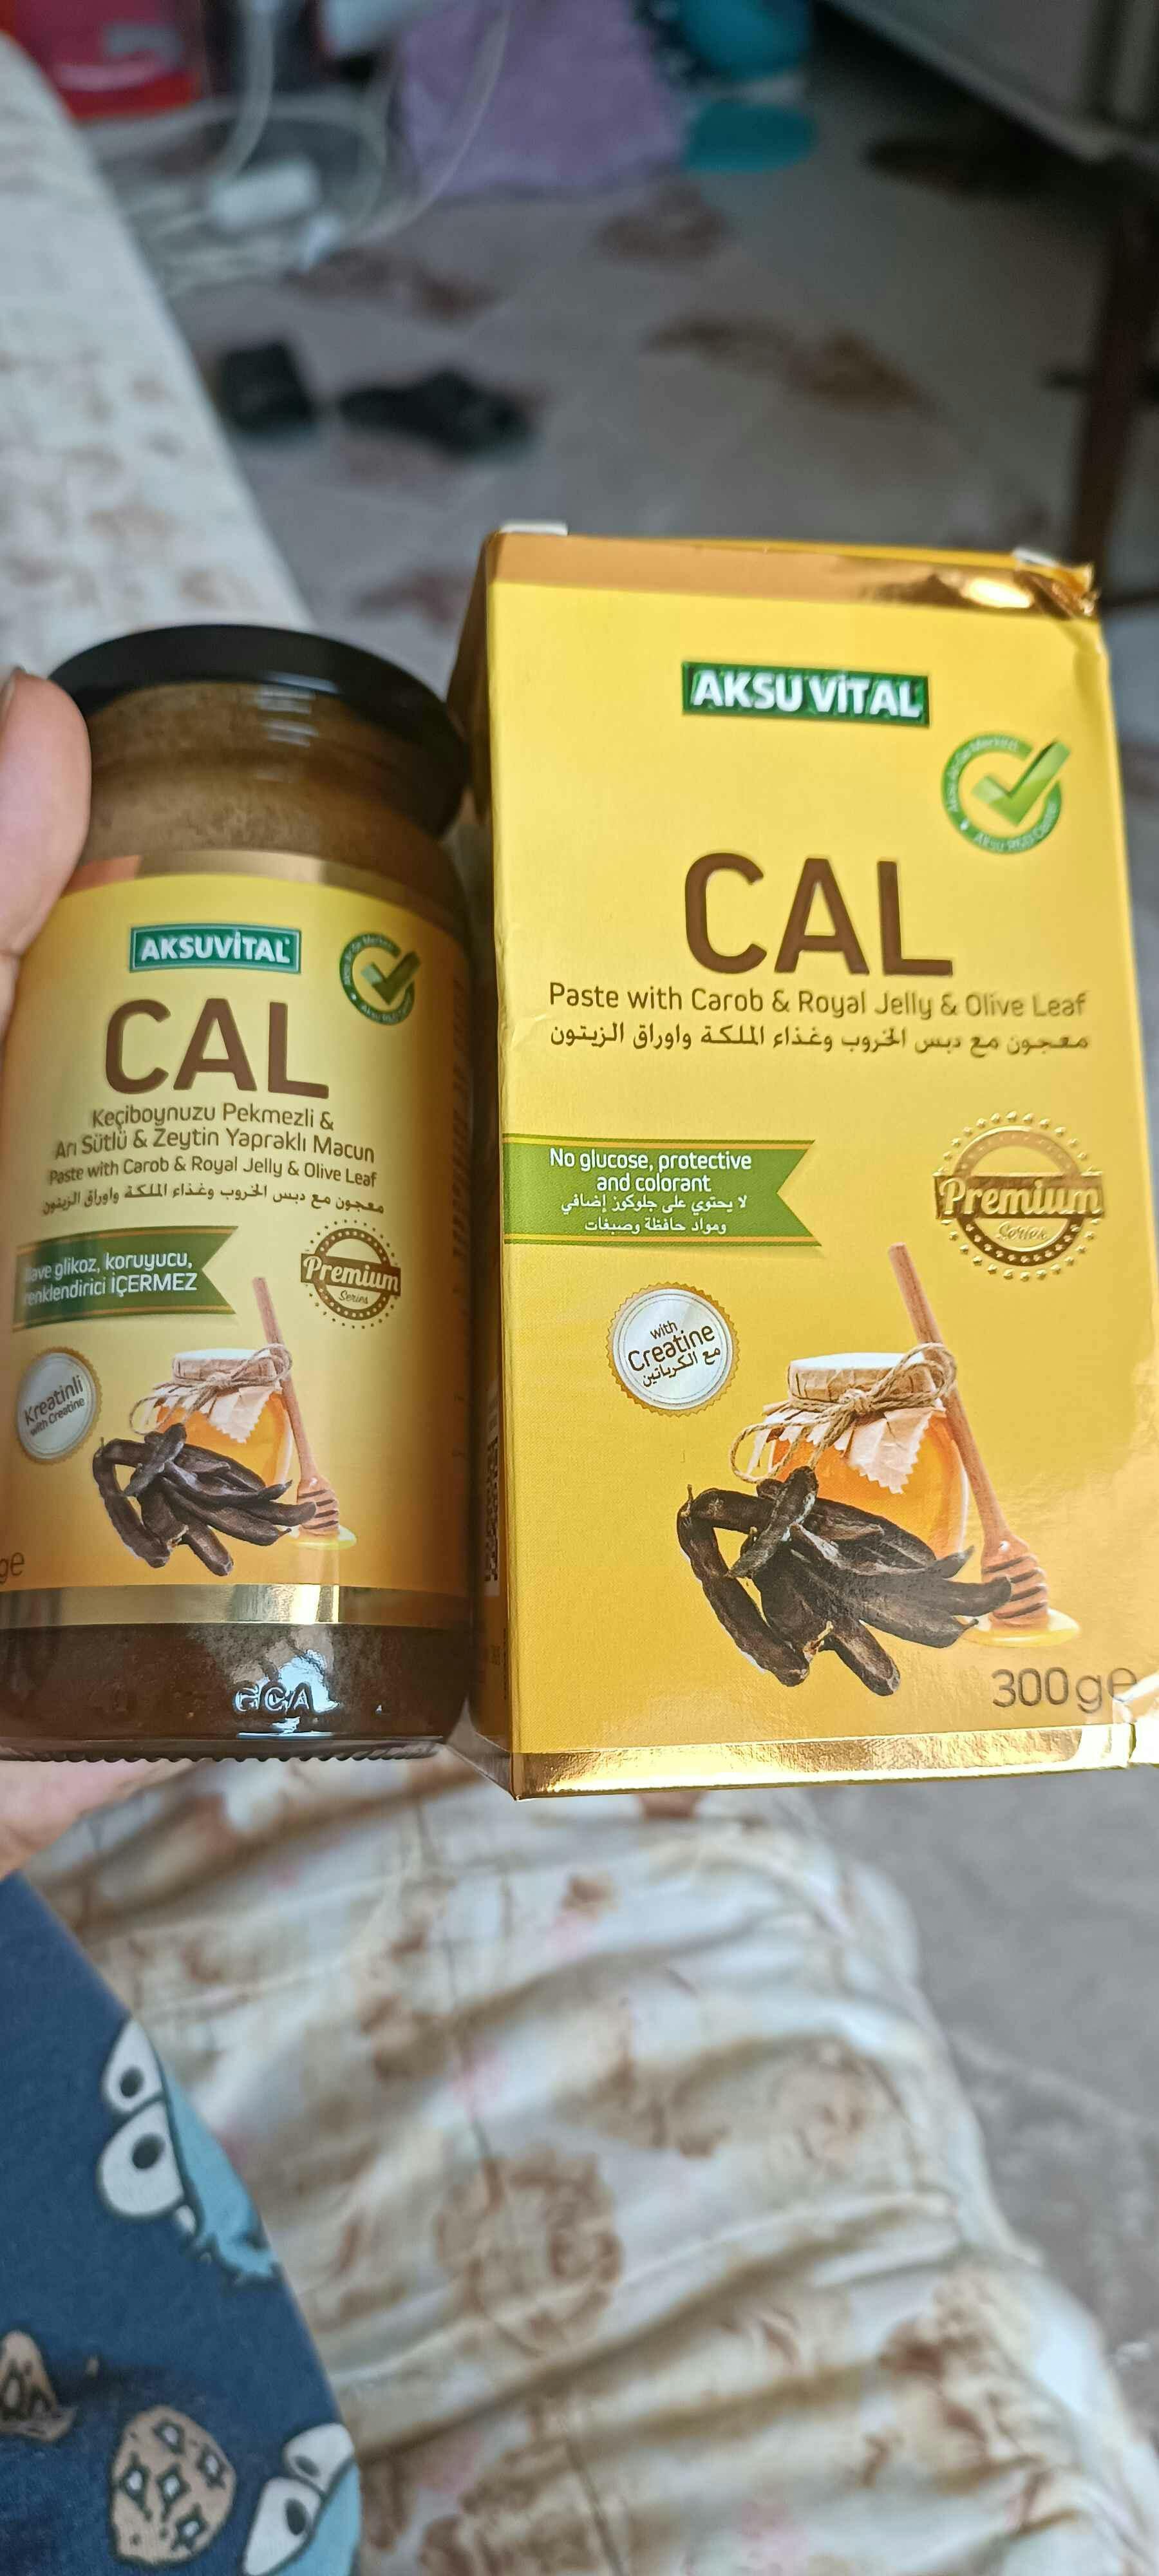 AKSUVİTAL
CAL
Keçiboynuzu Pekmezli &
Arı Sütlü & Zeytin Yapraklı Macun
Paste with Carob & Royal Jelly & Olive Leaf
معجون مع دبس الخروب وغذاء الملكة واوراق الزيتون
glikoz, koruyucu,
renklendirici İÇERMEZ
Premium
Series
Kreatinli
with Creatine
ge
GCA
AKSU VİTAL
CAL
Paste with Carob & Royal Jelly & Olive Leaf
معجون مع دبس الخروب وغذاء الملكة واوراق الزيتون
No glucose, protective
and colorant
لا يحتوي على جلوكوز إضافي
ومواد حافظة وصبغات
Premium
Series
with
Creatine
مع الكرياتين
300ge